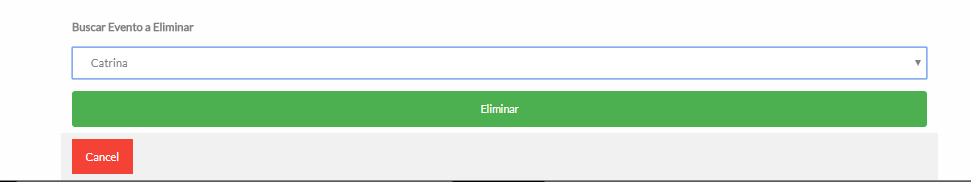 Buscar Evento a Eliminar
Catrina
Eliminar
Cancel